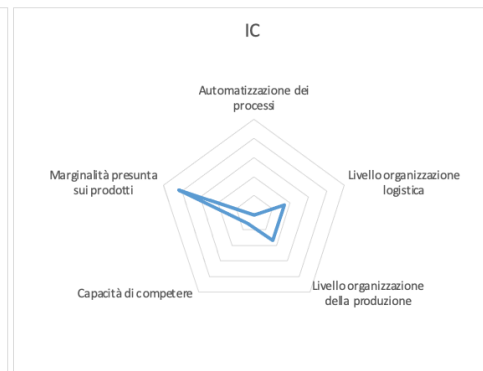 IC
Automatizzazione dei
processi
Livello organizzazione
logistica
Livello organizzazione
della produzione
Capacità di competere
Marginalità presunta
sui prodotti